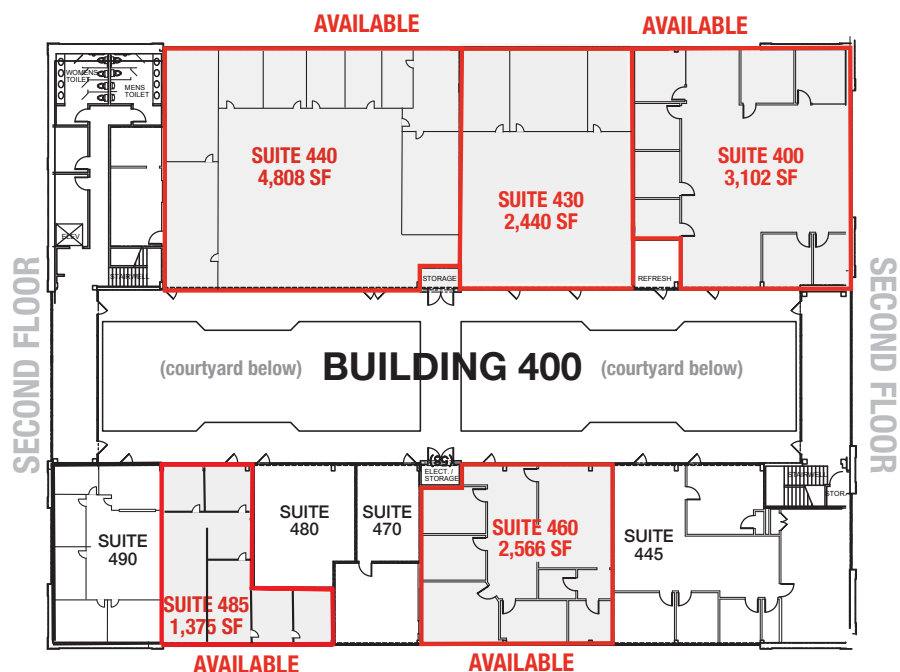 AVAILABLE
AVAILABLE
WOMENS
TOILET
MENS
TOILET
SUITE 440
4,808 SF
SUITE 430
2,440 SF
SUITE 400
3,102 SF
ELEV
STAIRWELL
STORAGE
REFRESH
SECOND FLOOR
(courtyard below)
BUILDING 400
(courtyard below)
SECOND FLOOR
ELECT. /
STORAGE
STAIRWELL
STOR.
SUITE
490
SUITE
480
SUITE
470
SUITE 460
2,566 SF
SUITE
445
SUITE 485
1,375 SF
AVAILABLE
AVAILABLE